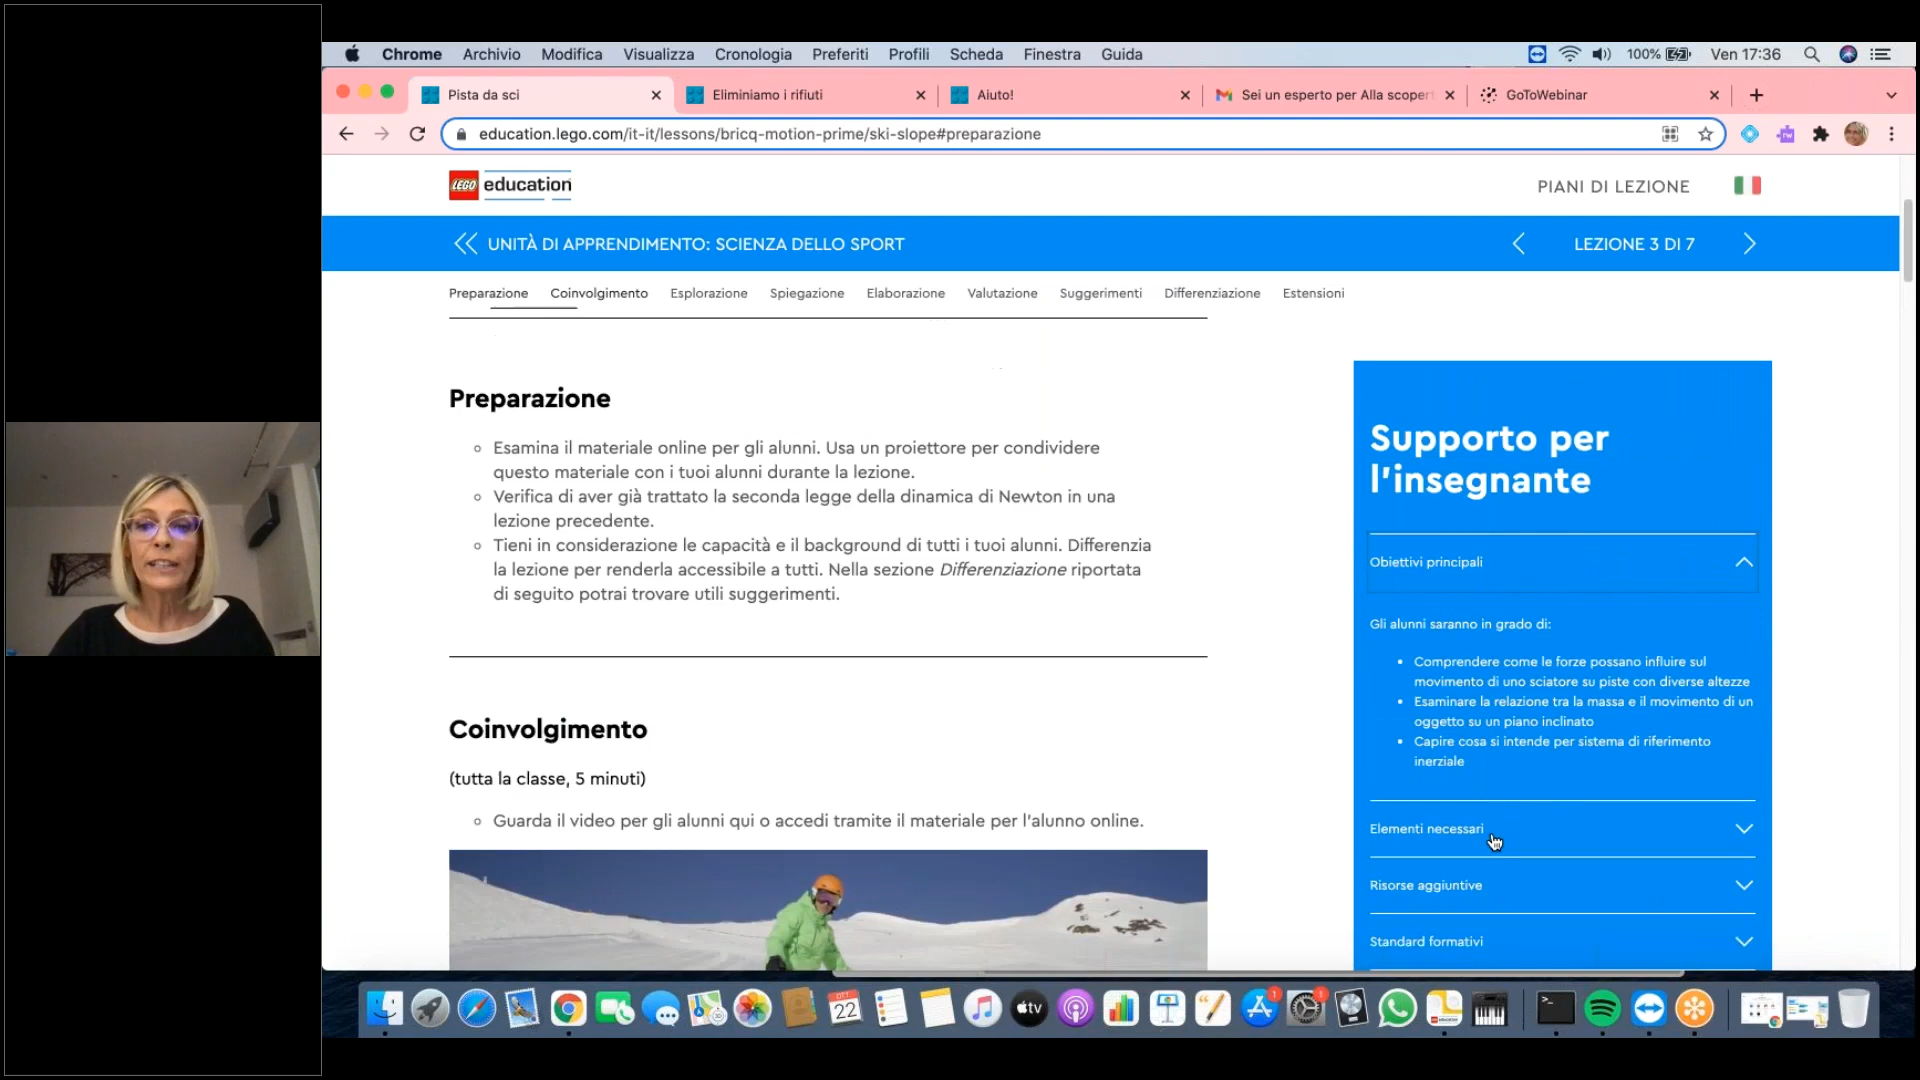 Chrome Archivio Modifica Visualizza Cronologia Preferiti Profili Scheda Finestra Guida 100% Ven 17:36
Pista da sci Eliminiamo i rifiuti Aiuto! Sei un esperto per Alla scoper GoToWebinar
education.lego.com/it-it/lessons/bricq-motion-prime/ski-slope#preparazione
LEGO education PIANI DI LEZIONE
UNITÀ DI APPRENDIMENTO: SCIENZA DELLO SPORT LEZIONE 3 DI 7
Preparazione Coinvolgimento Esplorazione Spiegazione Elaborazione Valutazione Suggerimenti Differenziazione Estensioni
Preparazione
Esamina il materiale online per gli alunni. Usa un proiettore per condividere
questo materiale con i tuoi alunni durante la lezione.
Verifica di aver già trattato la seconda legge della dinamica di Newton in una
lezione precedente.
Tieni in considerazione le capacità e il background di tutti i tuoi alunni. Differenzia
la lezione per renderla accessibile a tutti. Nella sezione Differenziazione riportata
di seguito potrai trovare utili suggerimenti.
Coinvolgimento
(tutta la classe, 5 minuti)
Guarda il video per gli alunni qui o accedi tramite il materiale per l'alunno online.
Supporto per
l'insegnante
Obiettivi principali
Gli alunni saranno in grado di:
Comprendere come le forze possano influire sul
movimento di uno sciatore su piste con diverse altezze
Esaminare la relazione tra la massa e il movimento di un
oggetto su un piano inclinato
Capire cosa si intende per sistema di riferimento
inerziale
Elementi necessari
Risorse aggiuntive
Standard formativi
OTT
22
tv
1
1